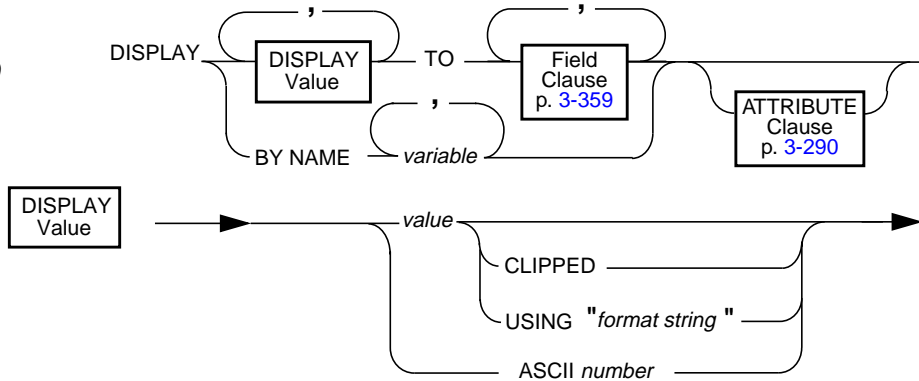 , ,
DISPLAY DISPLAY Value TO Field Clause p. 3-359
ATTRIBUTE Clause p. 3-290
,
BY NAME variable
DISPLAY Value
value
CLIPPED
USING "format string"
ASCII number